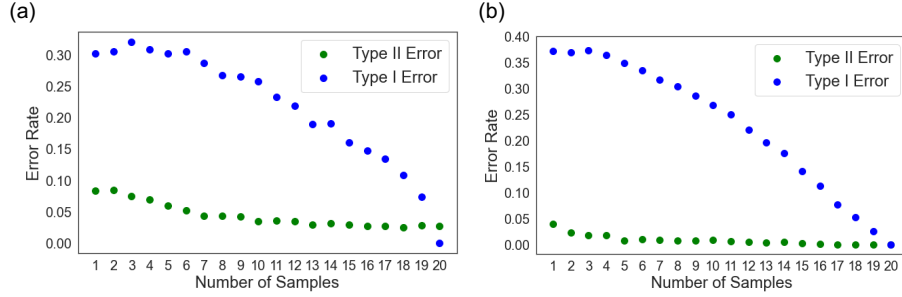 (a)
Error Rate
0.30
0.25
0.20
0.15
0.10
0.05
0.00
Type II Error
Type I Error
1 2 3 4 5 6 7 8 9 10 11 12 13 14 15 16 17 18 19 20
Number of Samples
(b)
Error Rate
0.40
0.35
0.30
0.25
0.20
0.15
0.10
0.05
0.00
Type II Error
Type I Error
1 2 3 4 5 6 7 8 9 10 11 12 13 14 15 16 17 18 19 20
Number of Samples